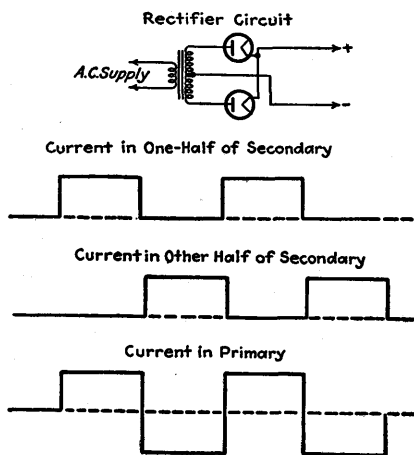 Rectifier Circuit
+
A.C. Supply
-
Current in One-Half of Secondary
Current in Other Half of Secondary
Current in Primary